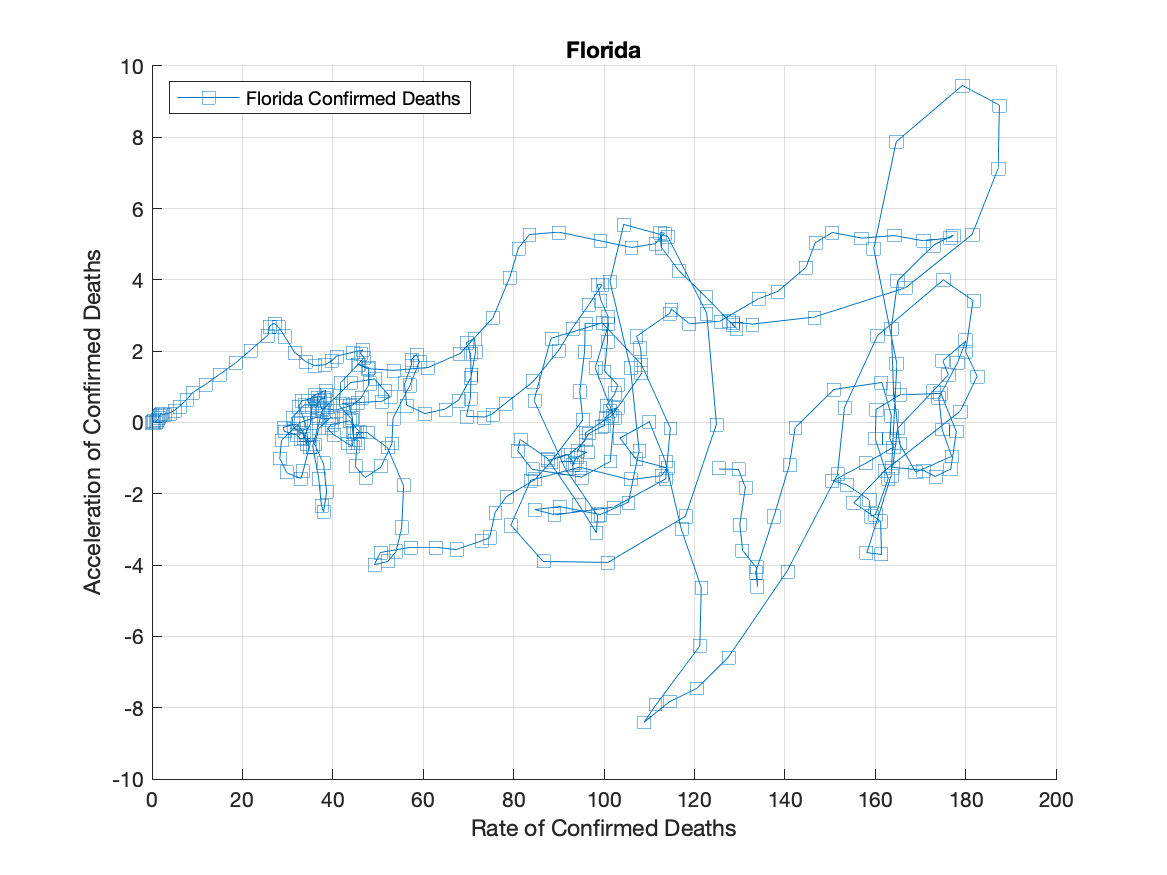 Florida
10
Florida Confirmed Deaths
8
6
4
2
0
-2
-4
-6
-8
-10
Acceleration of Confirmed Deaths
0 20 40 60 80 100 120 140 160 180 200
Rate of Confirmed Deaths